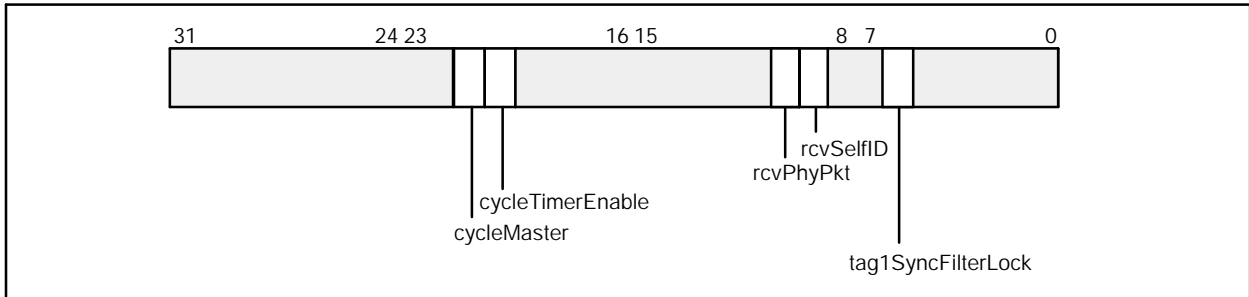 31 24 23 16 15 8 7 0
rcvSelfID
rcvPhyPkt
cycleTimerEnable
cycleMaster
tag1SyncFilterLock